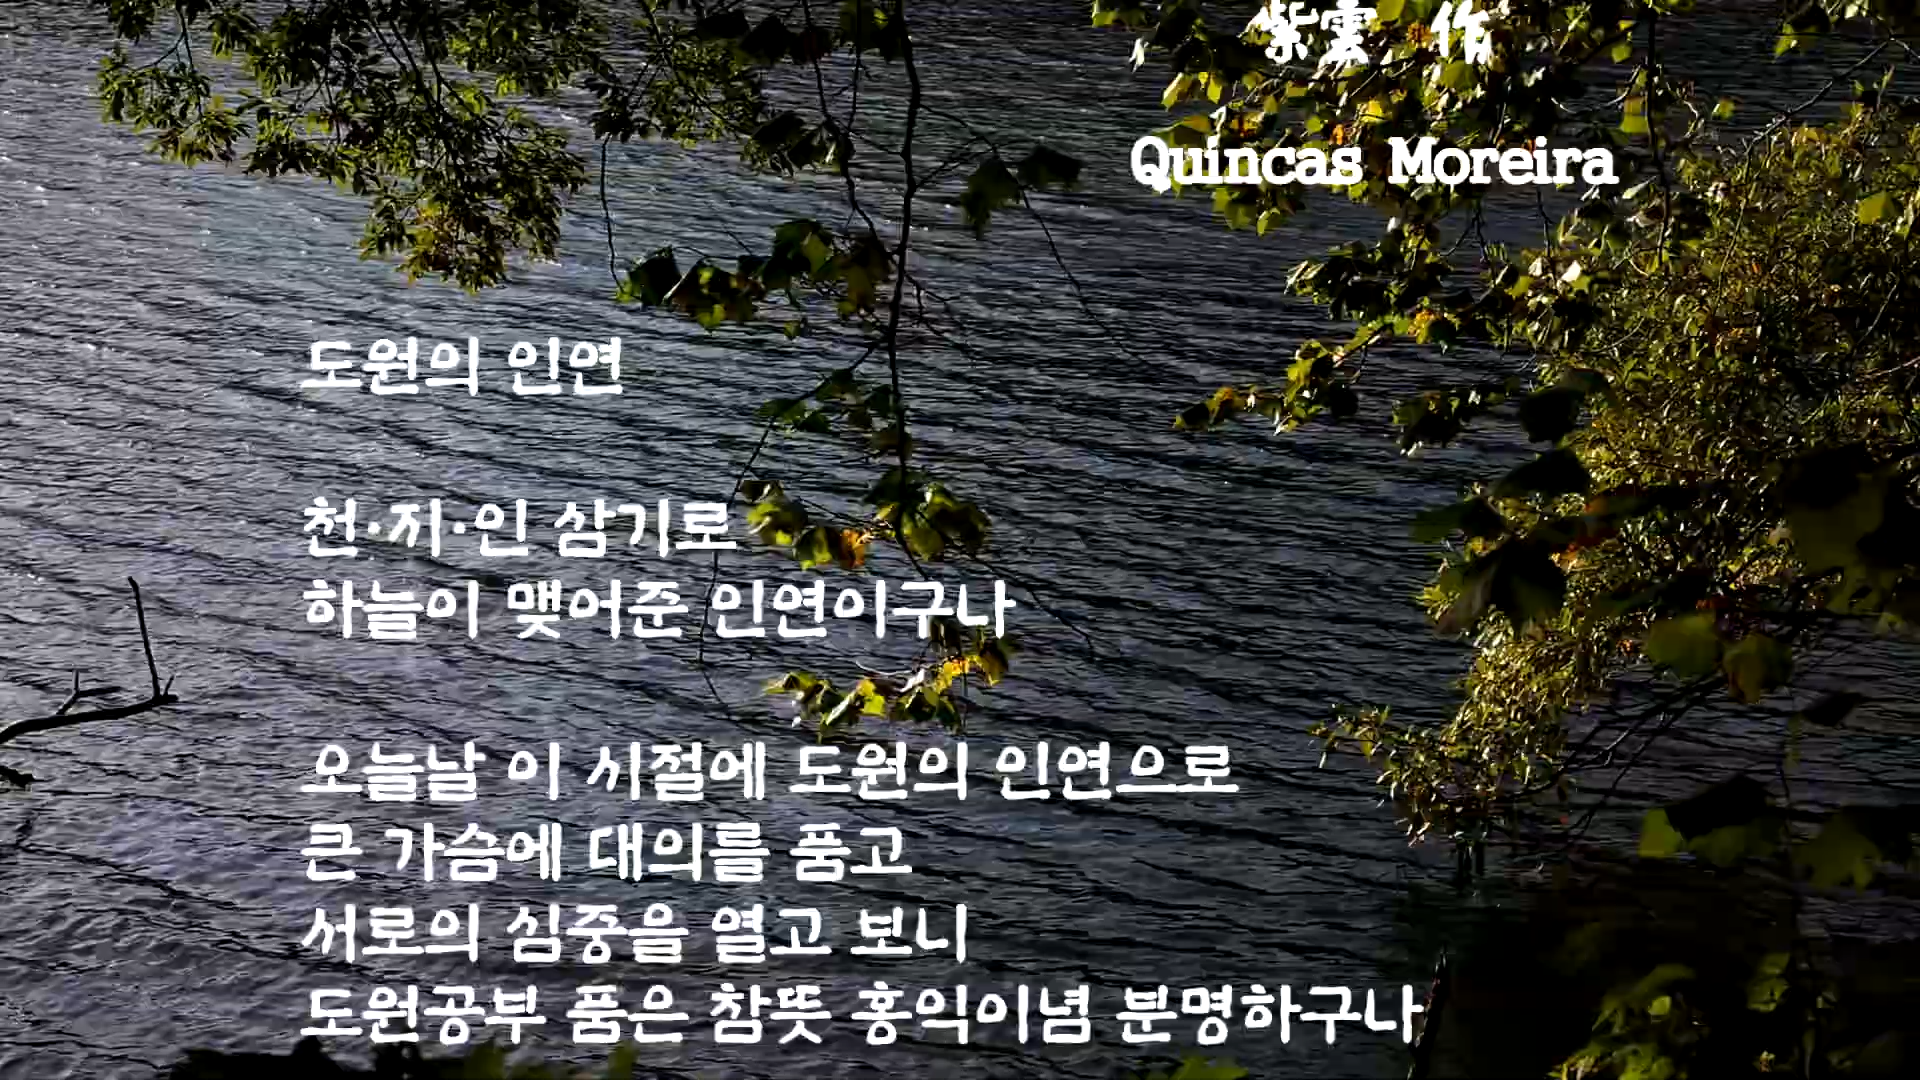 紫雲 作
Quincas Moreira
도원의 인연
천·지·인 삼기로
하늘이 맺어준 인연이구나
오늘날 이 시절에 도원의 인연으로
큰 가슴에 대의를 품고
서로의 심중을 열고 보니
도원공부 품은 참뜻 홍익이념 분명하구나